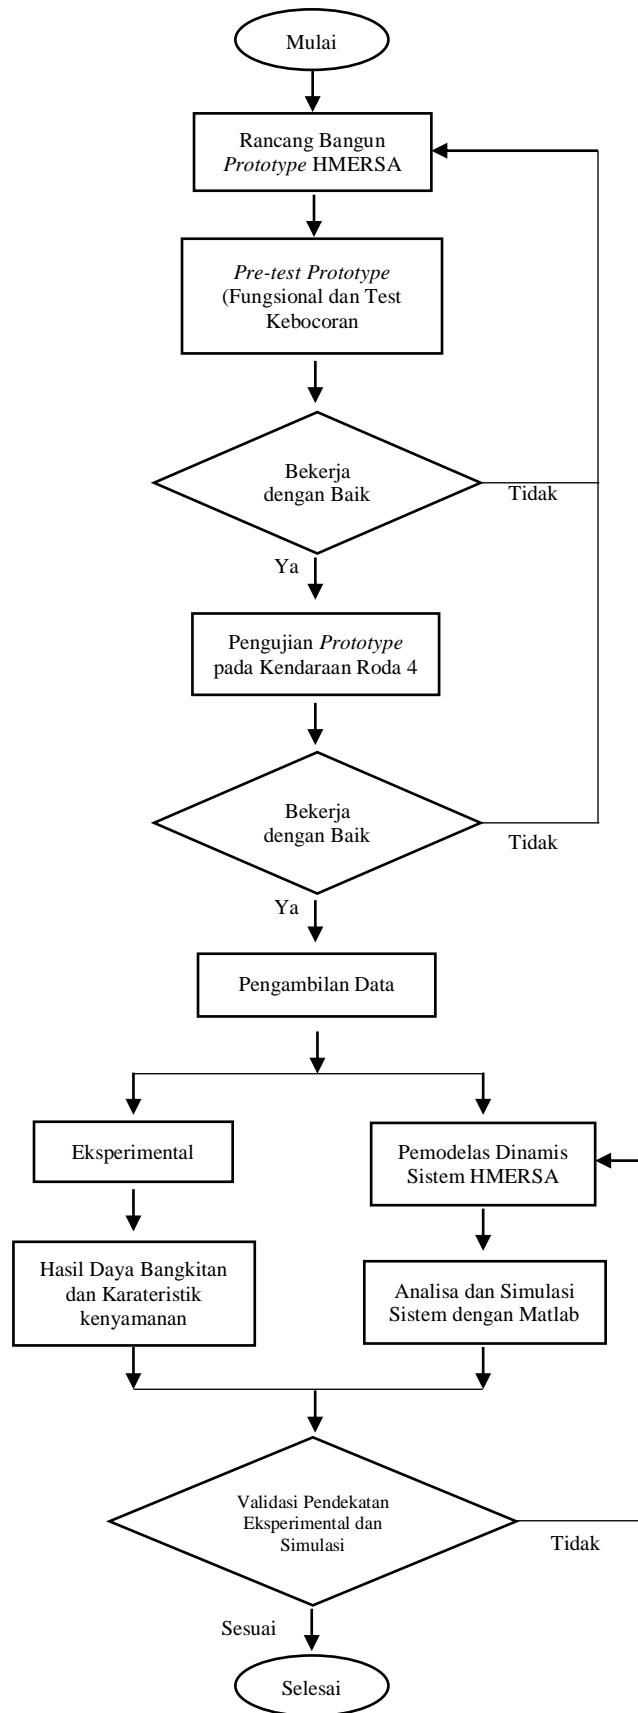 Mulai
Rancang Bangun
Prototype HMERSA
Pre-test Prototype
(Fungsional dan Test
Kebocoran
Bekerja
dengan Baik
Tidak
Ya
Pengujian Prototype
pada Kendaraan Roda 4
Bekerja
dengan Baik
Tidak
Ya
Pengambilan Data
Eksperimental
Pemodelas Dinamis
Sistem HMERSA
Hasil Daya Bangkitan
dan Karateristik
kenyamanan
Analisa dan Simulasi
Sistem dengan Matlab
Validasi Pendekatan
Eksperimental dan
Simulasi
Tidak
Sesuai
Selesai